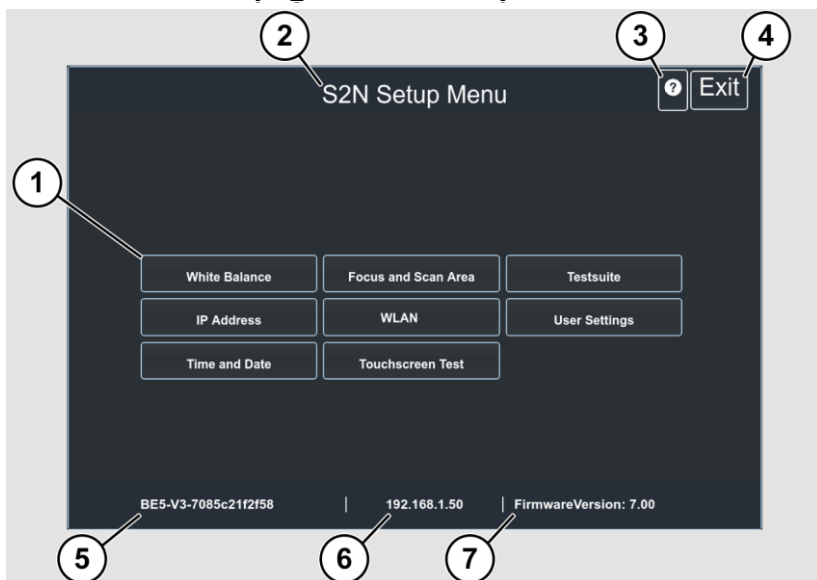 2 3 4
S2N Setup Menu ? Exit
1
White Balance Focus and Scan Area Testsuite
IP Address WLAN User Settings
Time and Date Touchscreen Test
BE5-V3-7085c21f2f58 | 192.168.1.50 | FirmwareVersion: 7.00
5 6 7